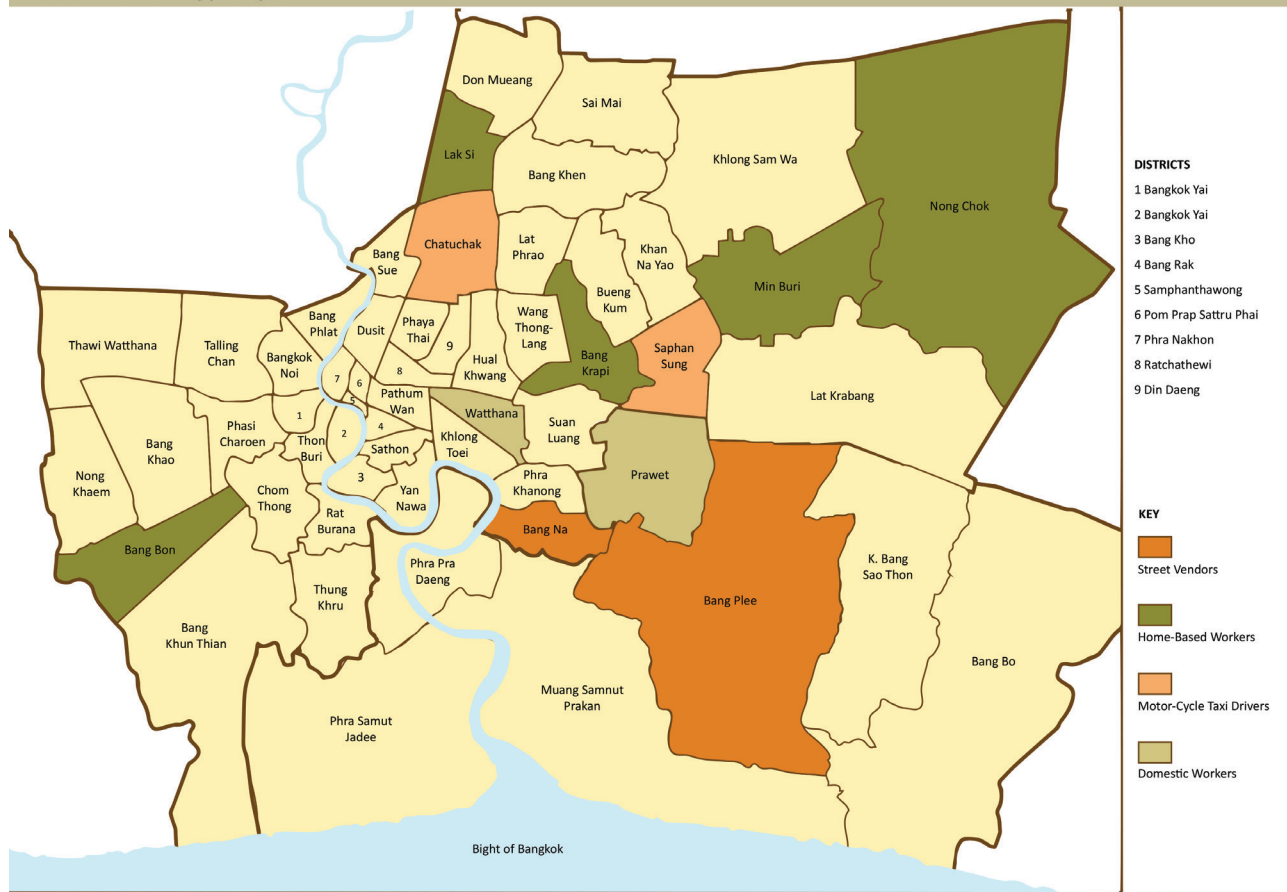 Don Mueang
Sai Mai
Lak Si
Khlong Sam Wa
Bang Khen
Nong Chok
Chatuchak
Lat
Phrao
Khan
Na Yao
Bang
Sue
Min Buri
Bueng
Kum
Bang
Phlat
Dusit
Phaya
Thai
9
Wang
Thong-
Lang
Thawi Watthana
Talling
Chan
Bangkok
Noi
Hual
Khwang
Bang
Krapi
Saphan
Sung
8
7
6
5
Pathum
Wan
Lat Krabang
Watthana
1
2
4
Phasi
Charoen
Suan
Luang
Bang
Khao
Thon
Buri
Sathon
Khlong
Toei
Nong
Khaem
3
Phra
Khanong
Prawet
Chom
Thong
Yan
Nawa
Rat
Burana
Bang Na
Bang Bon
Phra Pra
Daeng
K. Bang
Sao Thon
Thung
Khru
Bang Plee
Bang
Khun Thian
Bang Bo
Muang Samnut
Prakan
Phra Samut
Jadee
Bight of Bangkok
DISTRICTS
1 Bangkok Yai
2 Bangkok Yai
3 Bang Kho
4 Bang Rak
5 Samphanthawong
6 Pom Prap Sattru Phai
7 Phra Nakhon
8 Ratchathewi
9 Din Daeng
KEY
Street Vendors
Home-Based Workers
Motor-Cycle Taxi Drivers
Domestic Workers